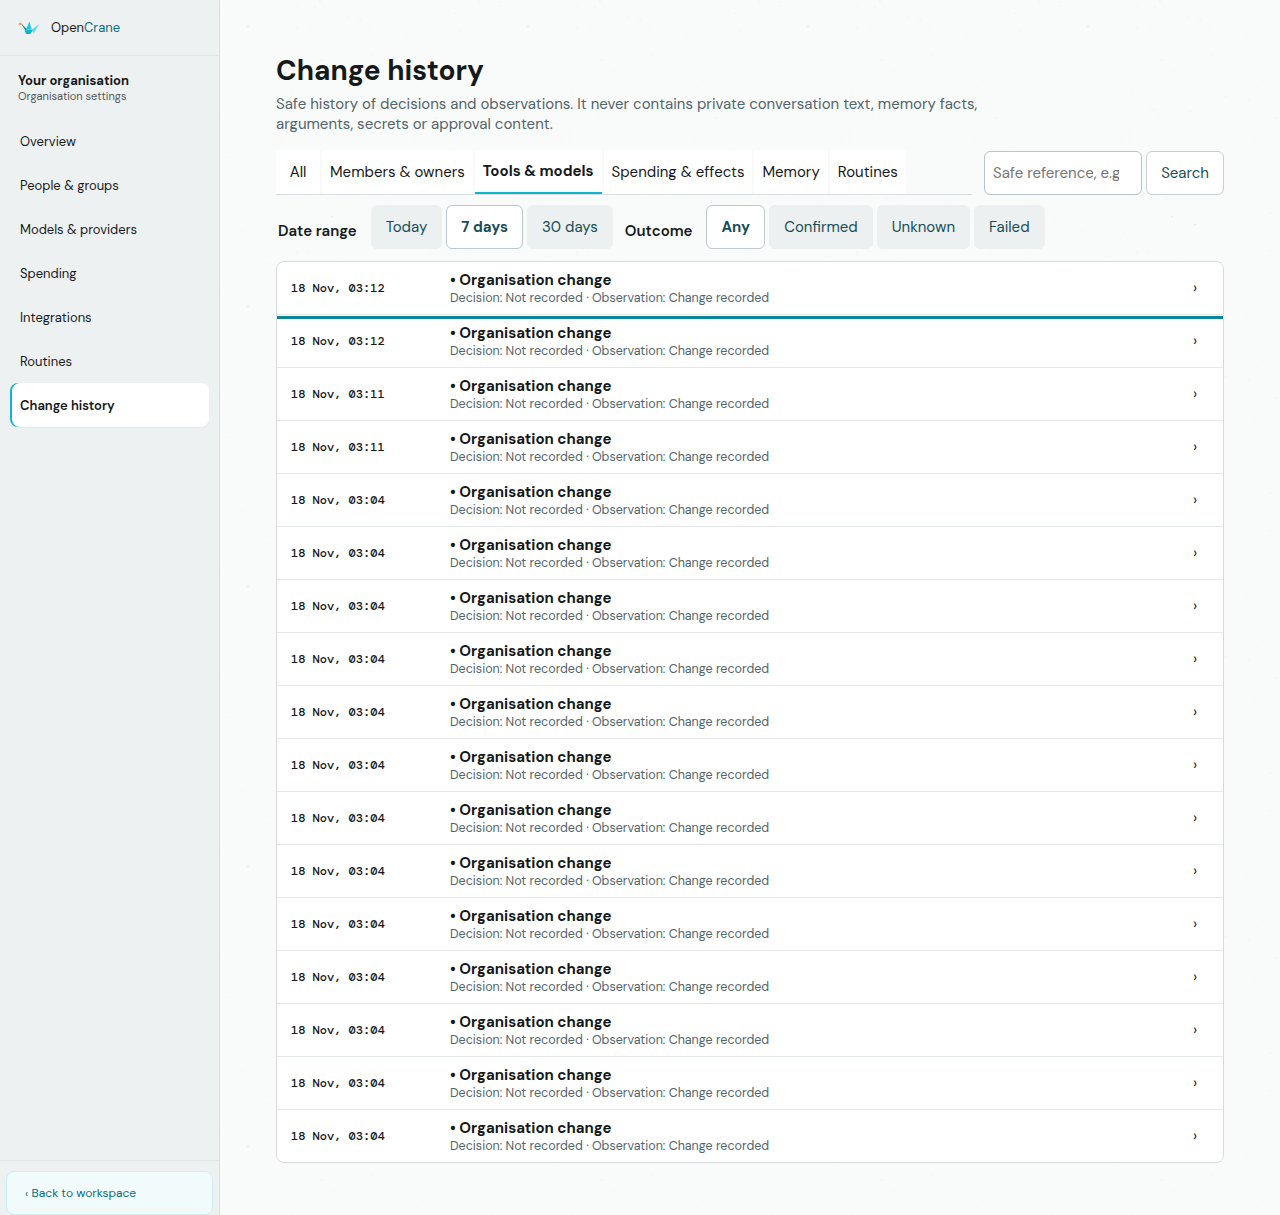 OpenCrane
Your organisation
Organisation settings
Overview
People & groups
Models & providers
Spending
Integrations
Routines
Change history
‹ Back to workspace
Change history
Safe history of decisions and observations. It never contains private conversation text, memory facts,
arguments, secrets or approval content.
All Members & owners Tools & models Spending & effects Memory Routines Safe reference, e.g Search
Date range Today 7 days 30 days Outcome Any Confirmed Unknown Failed
18 Nov, 03:12 • Organisation change ›
Decision: Not recorded · Observation: Change recorded
18 Nov, 03:12 • Organisation change ›
Decision: Not recorded · Observation: Change recorded
18 Nov, 03:11 • Organisation change ›
Decision: Not recorded · Observation: Change recorded
18 Nov, 03:11 • Organisation change ›
Decision: Not recorded · Observation: Change recorded
18 Nov, 03:04 • Organisation change ›
Decision: Not recorded · Observation: Change recorded
18 Nov, 03:04 • Organisation change ›
Decision: Not recorded · Observation: Change recorded
18 Nov, 03:04 • Organisation change ›
Decision: Not recorded · Observation: Change recorded
18 Nov, 03:04 • Organisation change ›
Decision: Not recorded · Observation: Change recorded
18 Nov, 03:04 • Organisation change ›
Decision: Not recorded · Observation: Change recorded
18 Nov, 03:04 • Organisation change ›
Decision: Not recorded · Observation: Change recorded
18 Nov, 03:04 • Organisation change ›
Decision: Not recorded · Observation: Change recorded
18 Nov, 03:04 • Organisation change ›
Decision: Not recorded · Observation: Change recorded
18 Nov, 03:04 • Organisation change ›
Decision: Not recorded · Observation: Change recorded
18 Nov, 03:04 • Organisation change ›
Decision: Not recorded · Observation: Change recorded
18 Nov, 03:04 • Organisation change ›
Decision: Not recorded · Observation: Change recorded
18 Nov, 03:04 • Organisation change ›
Decision: Not recorded · Observation: Change recorded
18 Nov, 03:04 • Organisation change ›
Decision: Not recorded · Observation: Change recorded